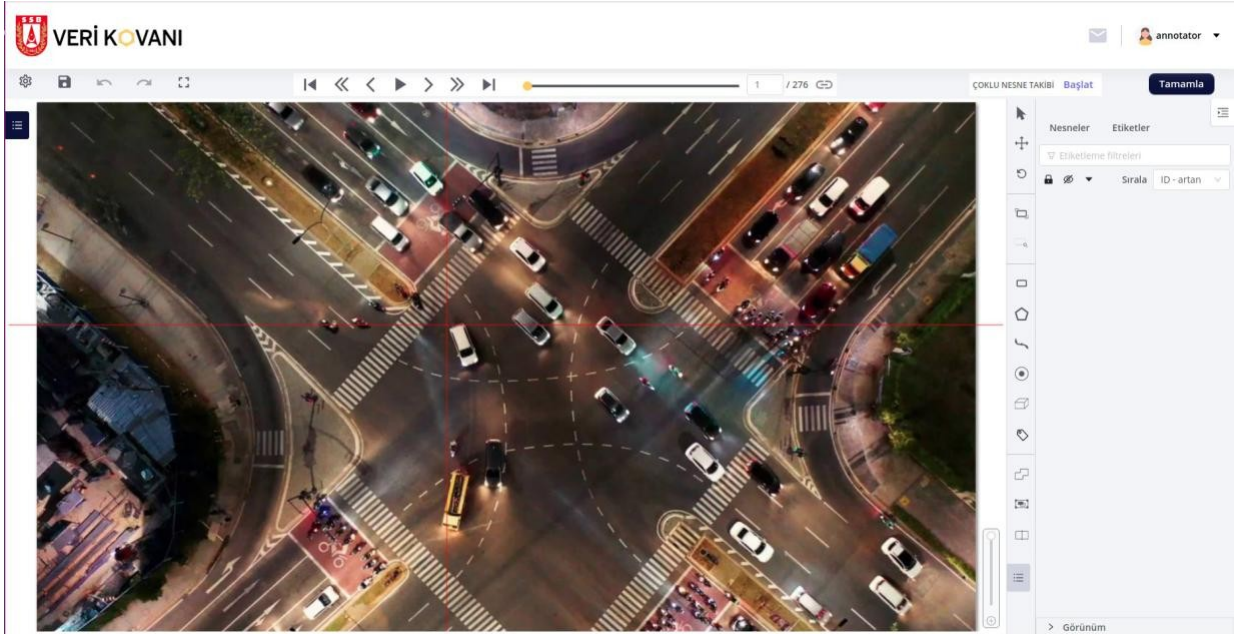 SSB
VERİ KOVANI
annotator
1
/ 276
ÇOKLU NESNE TAKİBİ Başlat
Tamamla
Nesneler Etiketler
Etiketleme filtreleri
Sırala ID - artan
Görünüm